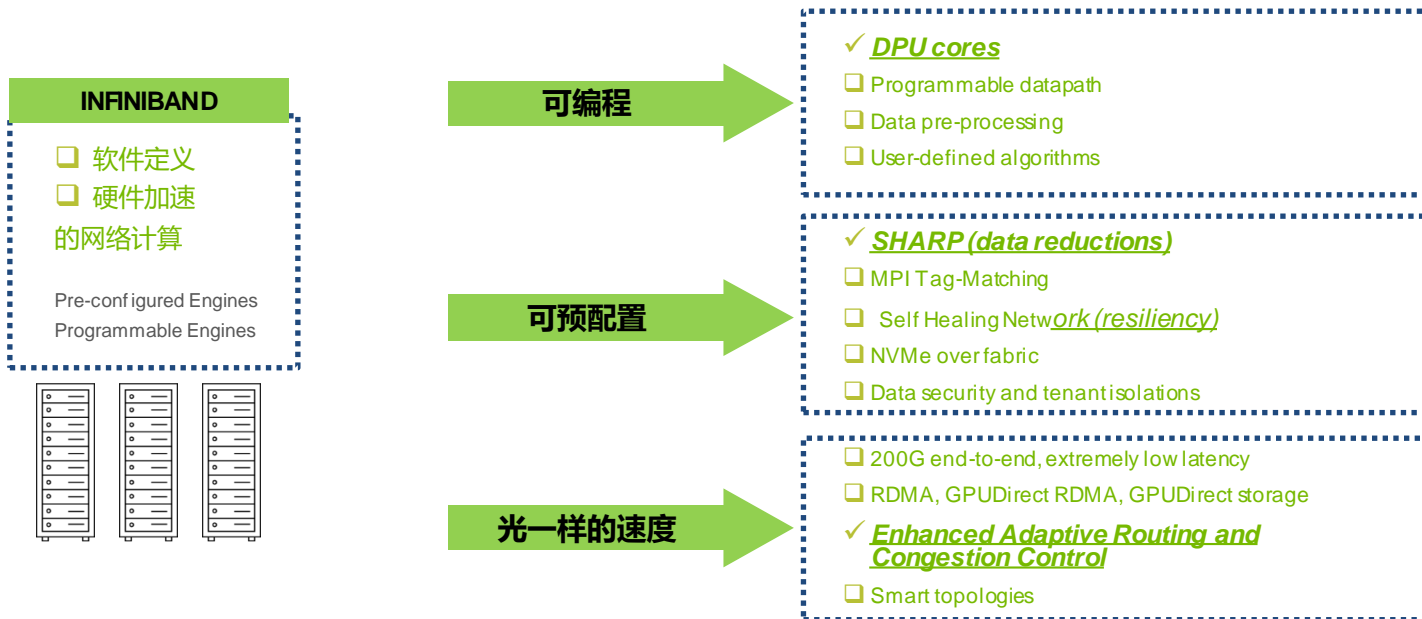 INFINIBAND
软件定义
硬件加速
的网络计算
Pre-configured Engines
Programmable Engines
可编程
DPU cores
Programmable datapath
Data pre-processing
User-defined algorithms
可预配置
SHARP (data reductions)
MPI Tag-Matching
Self Healing Network (resiliency)
NVMe over fabric
Data security and tenant isolations
光一样的速度
200G end-to-end, extremely low latency
RDMA, GPUDirect RDMA, GPUDirect storage
Enhanced Adaptive Routing and
Congestion Control
Smart topologies